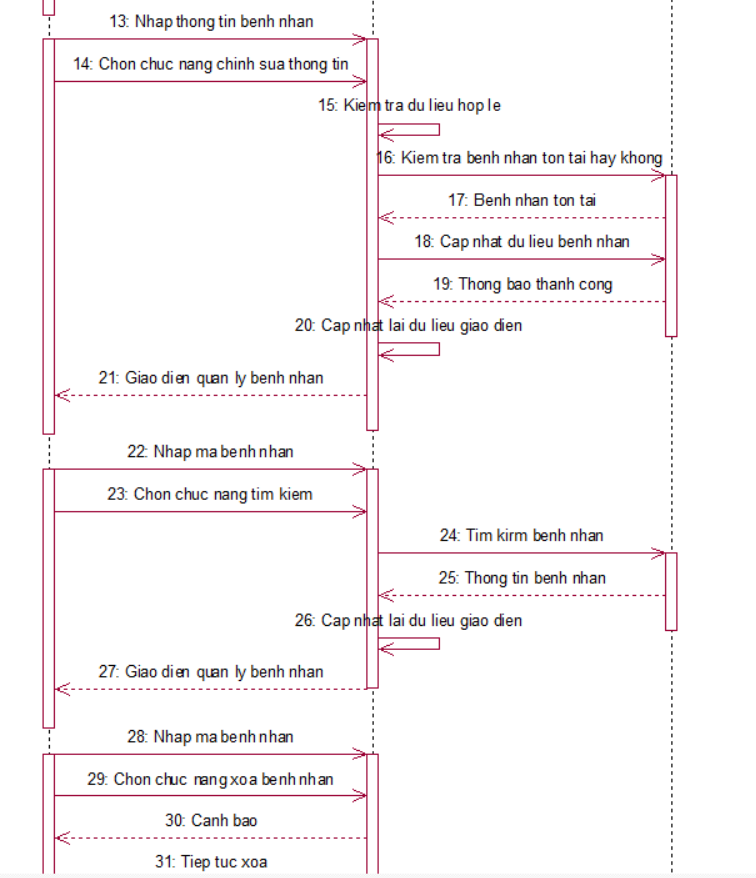 13: Nhap thong tin benh nhan
14: Chon chuc nang chinh sua thong tin
15: Kiem tra du lieu hop le
16: Kiem tra benh nhan ton tai hay khong
17: Benh nhan ton tai
18: Cap nhat du lieu benh nhan
19: Thong bao thanh cong
20: Cap nhat lai du lieu giao dien
21: Giao dien quan ly benh nhan
22: Nhap ma benh nhan
23: Chon chuc nang tim kiem
24: Tim kirm benh nhan
25: Thong tin benh nhan
26: Cap nhat lai du lieu giao dien
27: Giao dien quan ly benh nhan
28: Nhap ma benh nhan
29: Chon chuc nang xoa benh nhan
30: Canh bao
31: Tiep tuc xoa